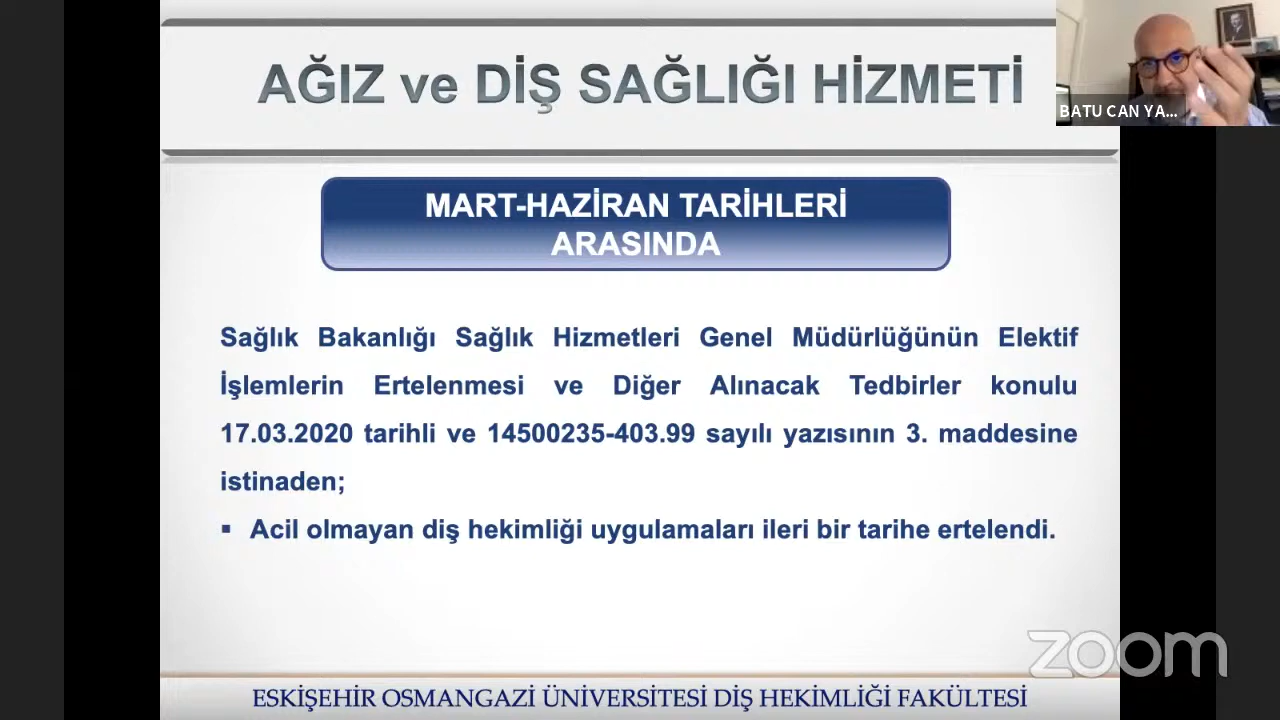 AĞIZ ve DİŞ SAĞLIĞI HİZMETİ
BATU CAN YA...
MART-HAZİRAN TARİHLERİ
ARASINDA
Sağlık Bakanlığı Sağlık Hizmetleri Genel Müdürlüğünün Elektif
İşlemlerin Ertelenmesi ve Diğer Alınacak Tedbirler konulu
17.03.2020 tarihli ve 14500235-403.99 sayılı yazısının 3. maddesine
istinaden;
▪ Acil olmayan diş hekimliği uygulamaları ileri bir tarihe ertelendi.
zoom
ESKİŞEHİR OSMANGAZİ ÜNİVERSİTESİ DİŞ HEKİMLİĞİ FAKÜLTESİ